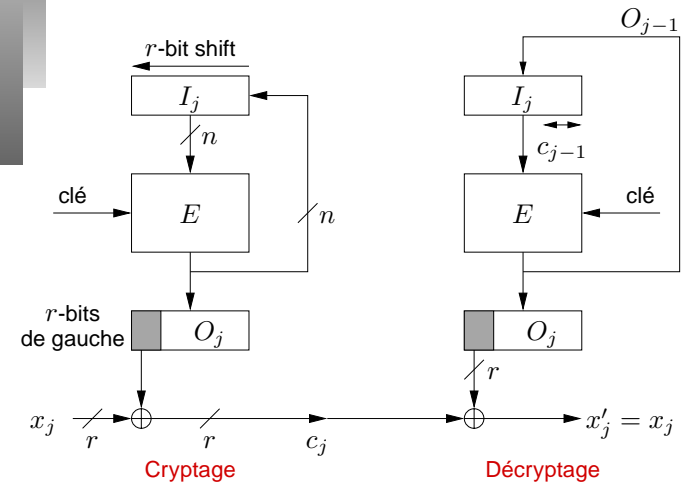 r-bit shift
I_j
n
clé
E
n
r-bits
de gauche
O_j
x_j
r
r
c_j
Cryptage
O_{j−1}
I_j
c_{j−1}
E
clé
O_j
r
x'_j = x_j
Décryptage